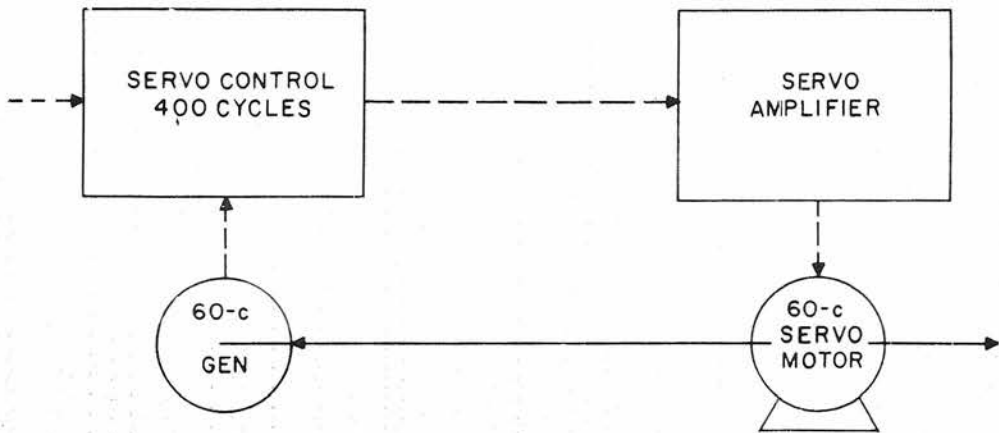 SERVO CONTROL
400 CYCLES
SERVO
AMPLIFIER
60-c
GEN
60-c
SERVO
MOTOR